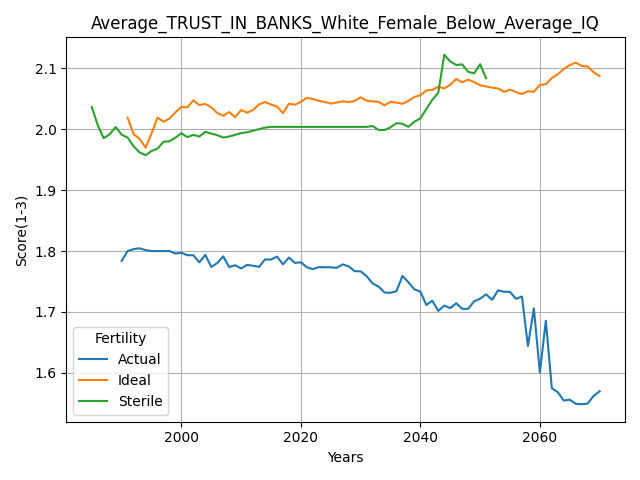 Average_TRUST_IN_BANKS_White_Female_Below_Average_IQ
Score(1-3)
2.1
2.0
1.9
1.8
1.7
1.6
Fertility
Actual
Ideal
Sterile
2000
2020
2040
2060
Years